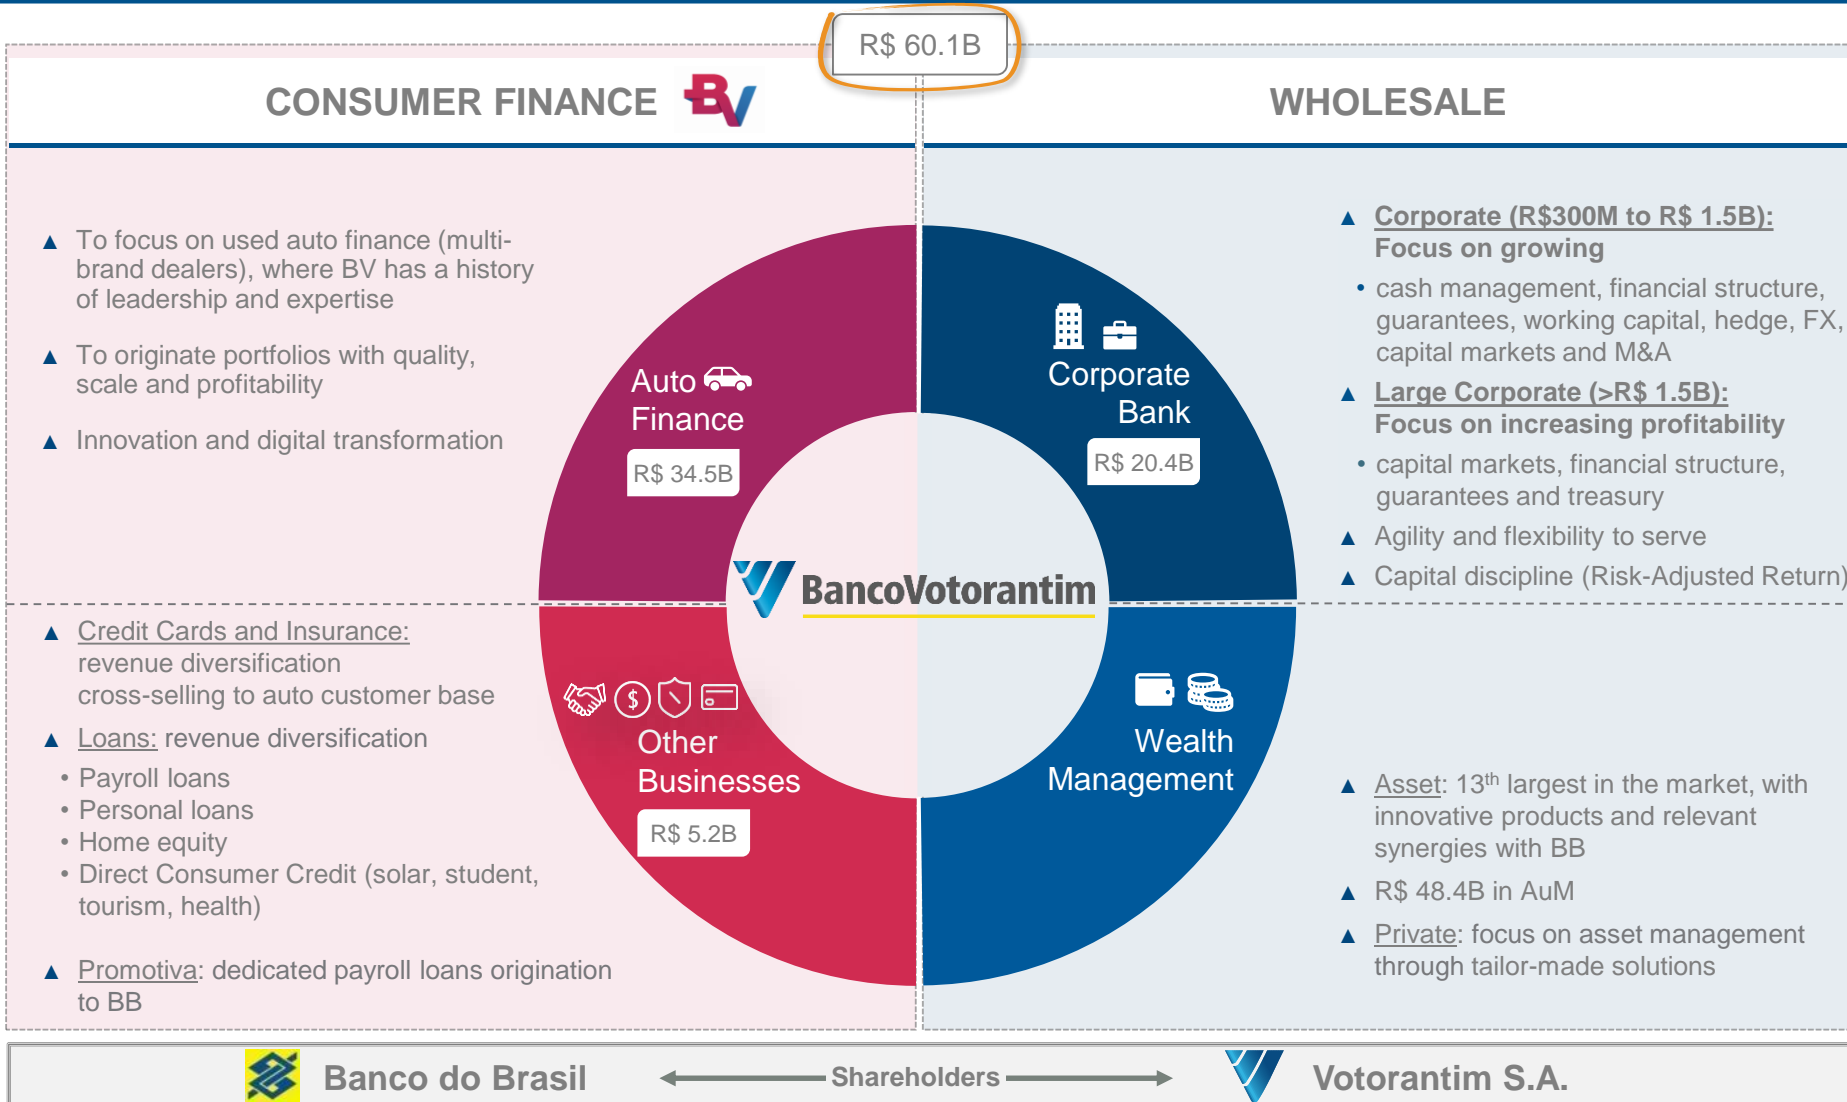 R$ 60.1B
CONSUMER FINANCE BV
▲ To focus on used auto finance (multi-
brand dealers), where BV has a history
of leadership and expertise
▲ To originate portfolios with quality,
scale and profitability
▲ Innovation and digital transformation
Auto
Finance
R$ 34.5B
WHOLESALE
Corporate
Bank
R$ 20.4B
▲ Corporate (R$300M to R$ 1.5B):
Focus on growing
• cash management, financial structure,
guarantees, working capital, hedge, FX,
capital markets and M&A
▲ Large Corporate (>R$ 1.5B):
Focus on increasing profitability
• capital markets, financial structure,
guarantees and treasury
▲ Agility and flexibility to serve
▲ Capital discipline (Risk-Adjusted Return)
BancoVotorantim
▲ Credit Cards and Insurance:
revenue diversification
cross-selling to auto customer base
▲ Loans: revenue diversification
• Payroll loans
• Personal loans
• Home equity
• Direct Consumer Credit (solar, student,
tourism, health)
▲ Promotiva: dedicated payroll loans origination
to BB
$
Other
Businesses
R$ 5.2B
Wealth
Management
▲ Asset: 13th largest in the market, with
innovative products and relevant
synergies with BB
▲ R$ 48.4B in AuM
▲ Private: focus on asset management
through tailor-made solutions
Banco do Brasil
Shareholders
Votorantim S.A.